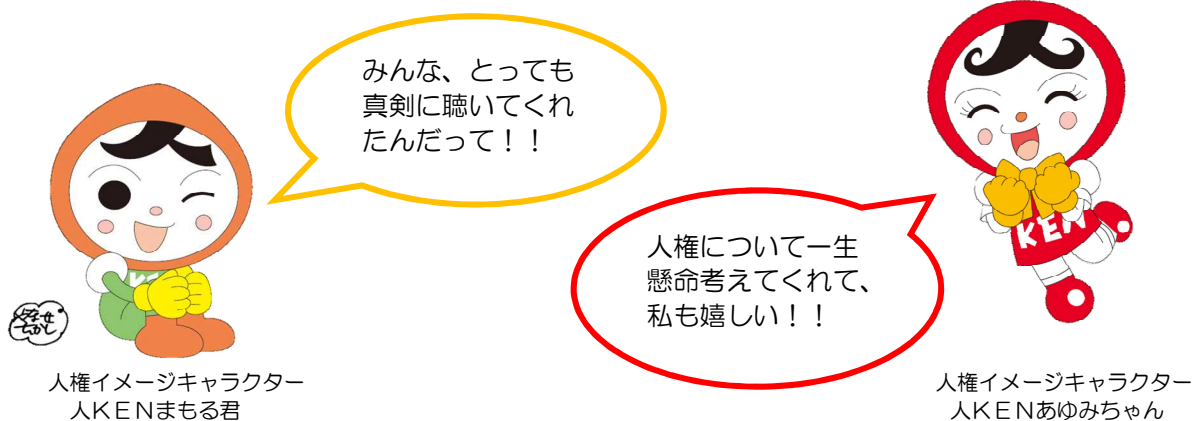 みんな、とっても
真剣に聴いてくれ
たんだって！！
人権について一生
懸命考えてくれて、
私も嬉しい！！
KEN
人権イメージキャラクター
人ＫＥＮまもる君
人権イメージキャラクター
人ＫＥＮあゆみちゃん